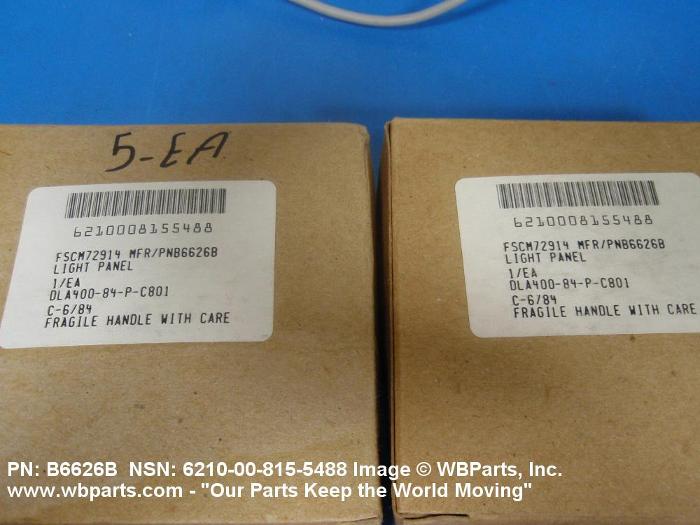 5-EA
6210008155488
FSCM72914 MFR/PNB6626B
LIGHT PANEL
1/EA
DLA400-84-P-C801
C-6/84
FRAGILE HANDLE WITH CARE
6210008155488
FSCM72914 MFR/PNB6626B
LIGHT PANEL
1/EA
DLA400-84-P-C801
C-6/84
FRAGILE HANDLE WITH CARE
PN: B6626B NSN: 6210-00-815-5488 Image © WBParts, Inc.
www.wbparts.com - "Our Parts Keep the World Moving"